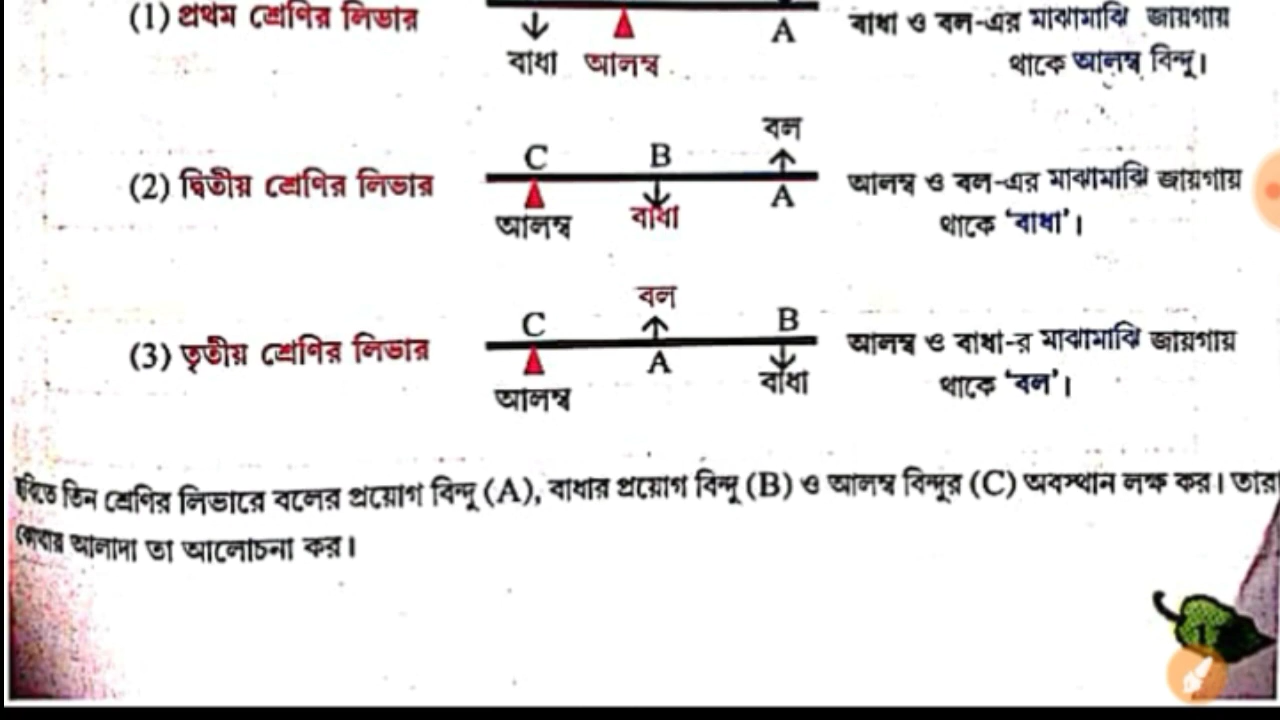 (1) প্রথম শ্রেণির লিভার
বাধা আলম্ব
A
বাধা ও বল-এর মাঝামাঝি জায়গায়
থাকে আলম্ব বিন্দু।
(2) দ্বিতীয় শ্রেণির লিভার
বল
C B
A
আলম্ব বাধা
আলম্ব ও বল-এর মাঝামাঝি জায়গায়
থাকে ‘বাধা’।
(3) তৃতীয় শ্রেণির লিভার
বল
C B
A
আলম্ব বাধা
আলম্ব ও বাধা-র মাঝামাঝি জায়গায়
থাকে ‘বল’।
তিন শ্রেণির লিভারে বলের প্রয়োগ বিন্দু (A), বাধার প্রয়োগ বিন্দু (B) ও আলম্ব বিন্দুর (C) অবস্থান লক্ষ কর। তারা
আলাদা তা আলোচনা কর।